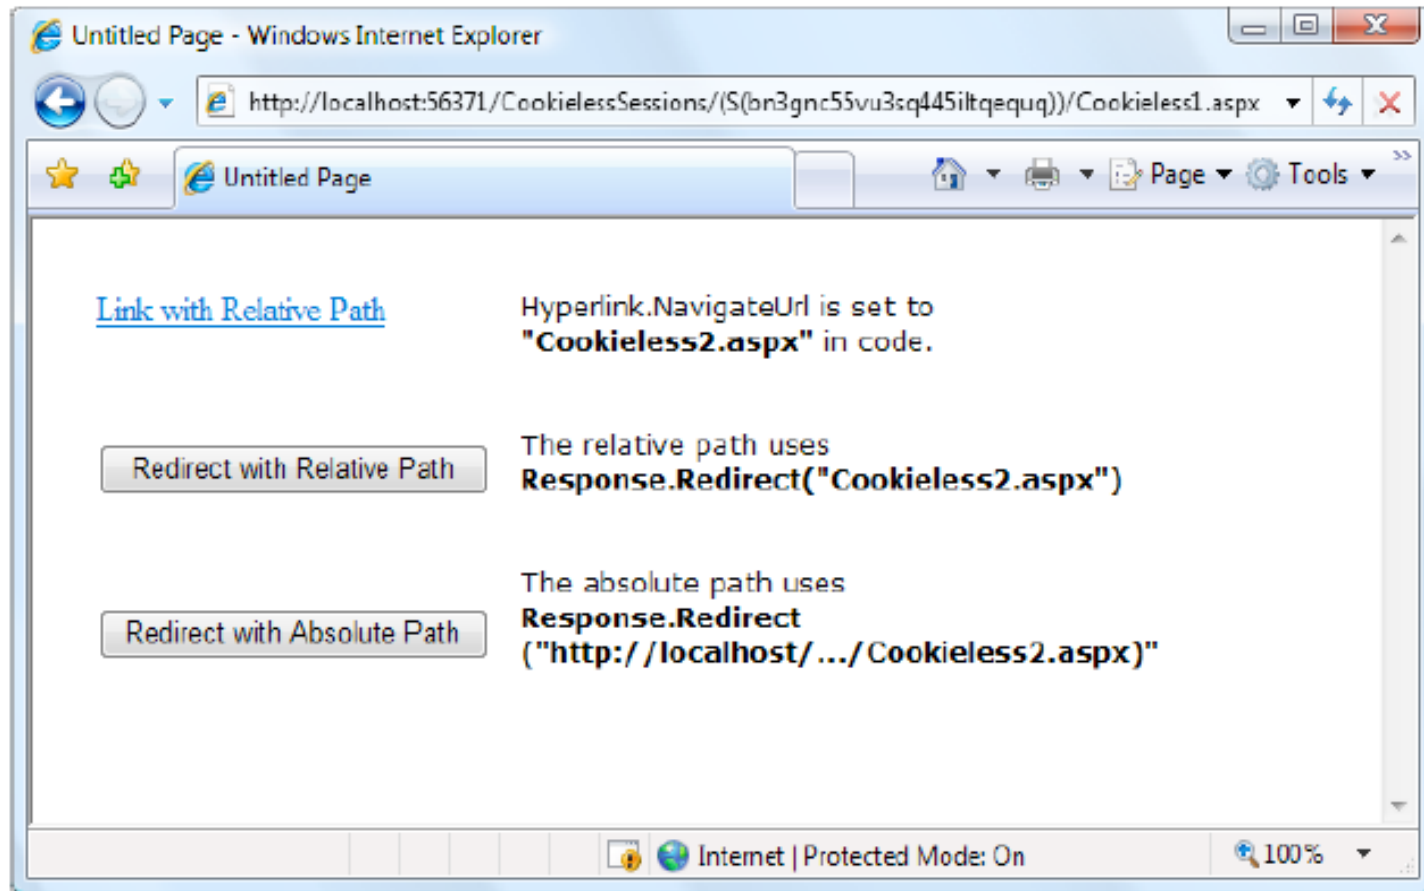 Untitled Page - Windows Internet Explorer
http://localhost:56371/CookielessSessions/(S(bn3gnc55vu3sq445iltqequq))/Cookieless1.aspx
Untitled Page
Page
Tools
Link with Relative Path
Hyperlink.NavigateUrl is set to
"Cookieless2.aspx" in code.
Redirect with Relative Path
The relative path uses
Response.Redirect("Cookieless2.aspx")
Redirect with Absolute Path
The absolute path uses
Response.Redirect
("http://localhost/.../Cookieless2.aspx)"
Internet | Protected Mode: On
100%